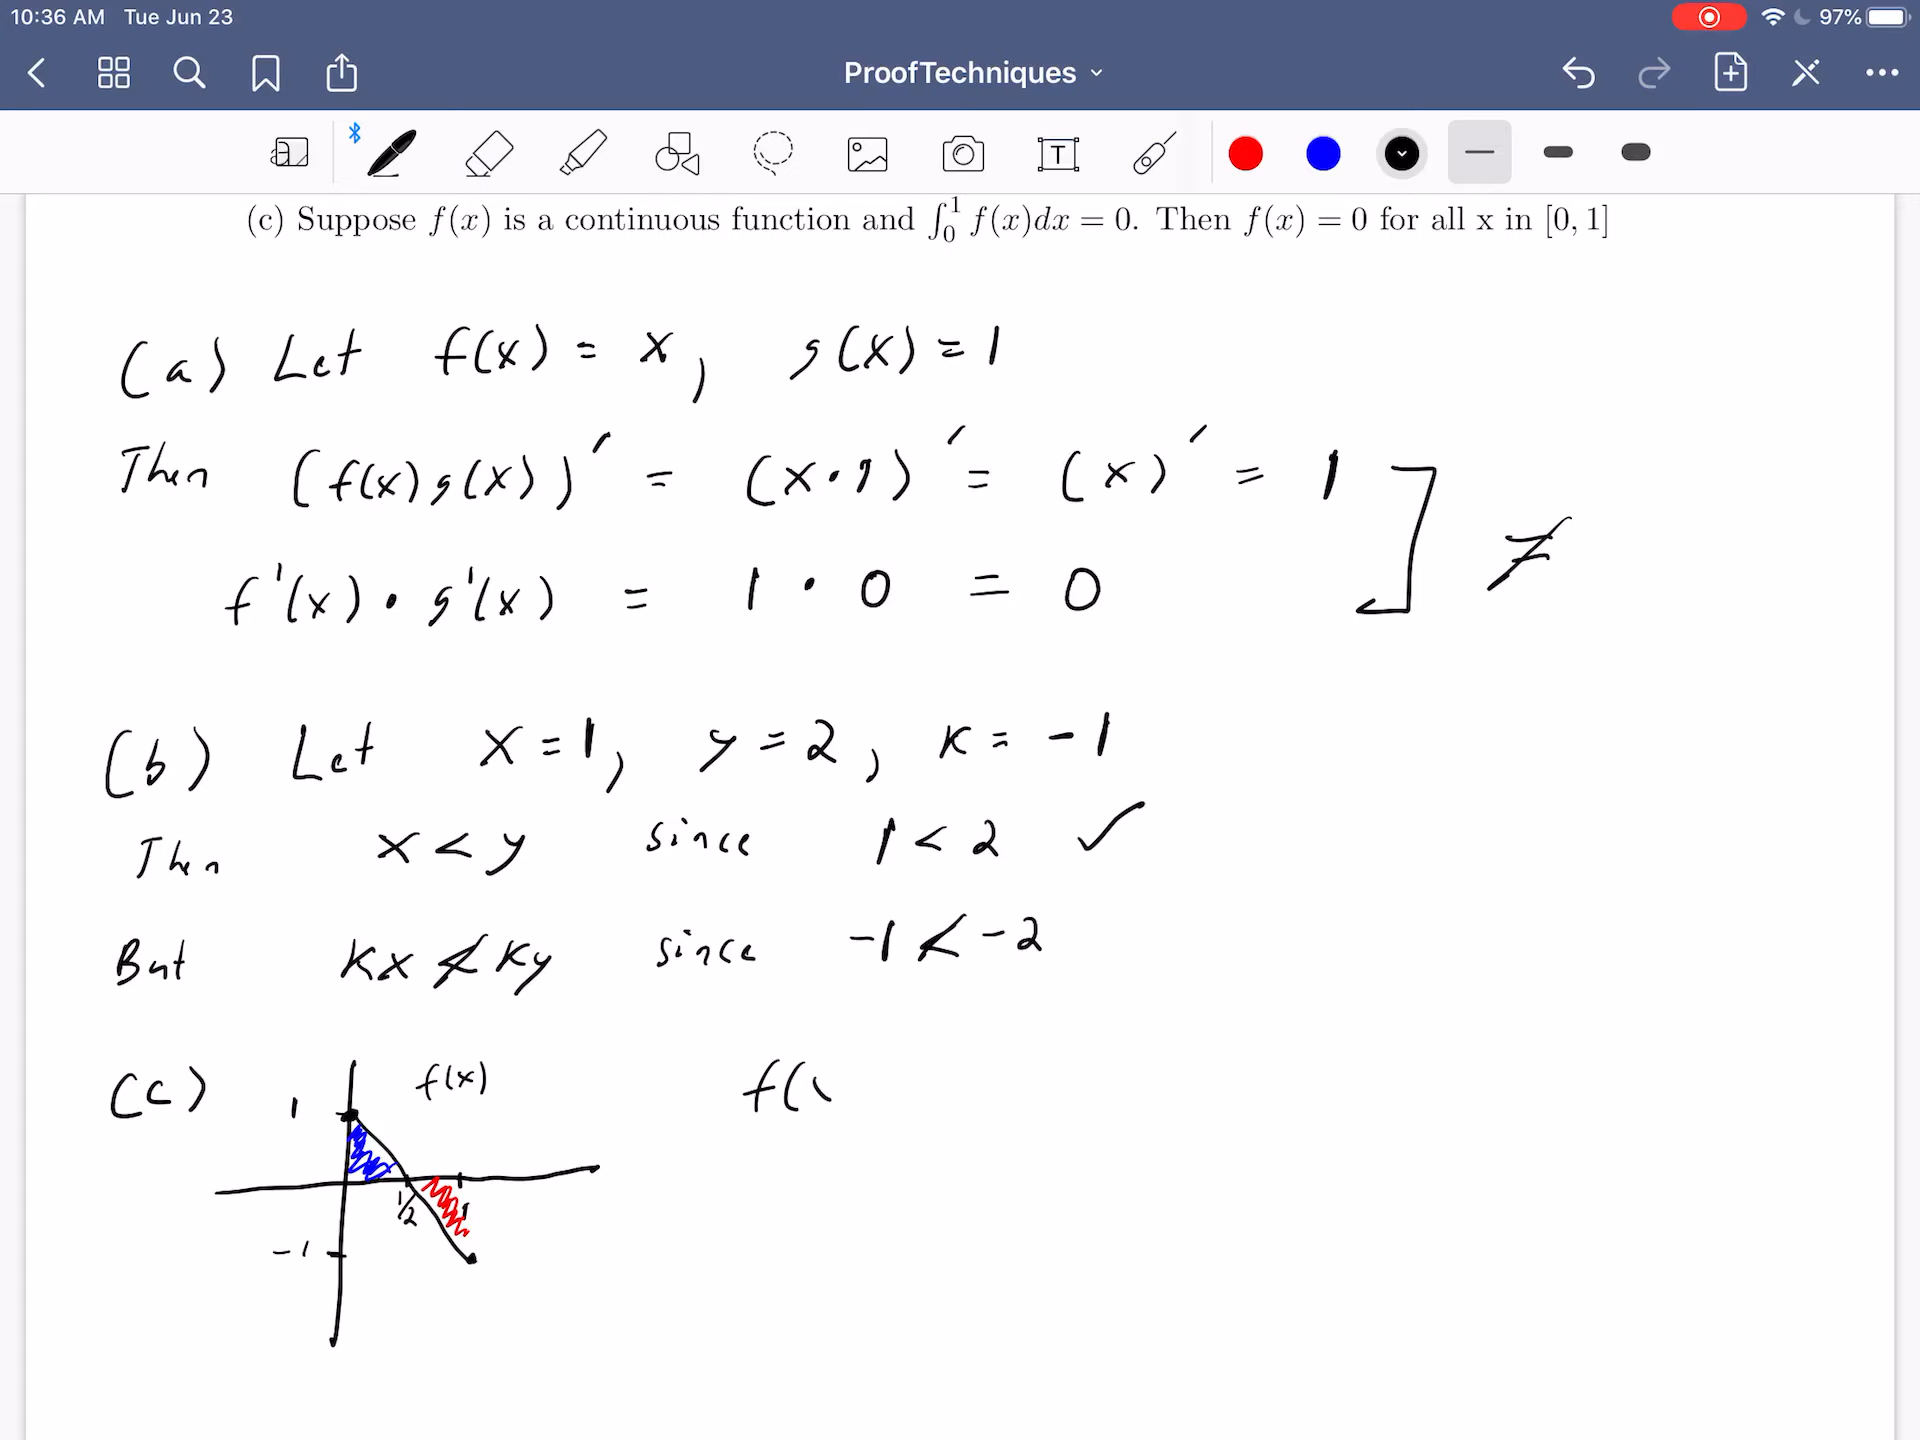 10:36 AM Tue Jun 23
97%
ProofTechniques
(c) Suppose f(x) is a continuous function and ∫₀¹ f(x)dx = 0. Then f(x) = 0 for all x in [0, 1]
(a) Let f(x) = x, g(x) = 1
Then (f(x)g(x))′ = (x·1)′ = (x)′ = 1
≠
f'(x) · g'(x) = 1 · 0 = 0
(b) Let x = 1, y = 2, k = -1
Then x < y since 1 < 2 ✓
But kx ≮ ky since -1 ≮ -2
(c) 1 f(x) f(
1/2 1
-1